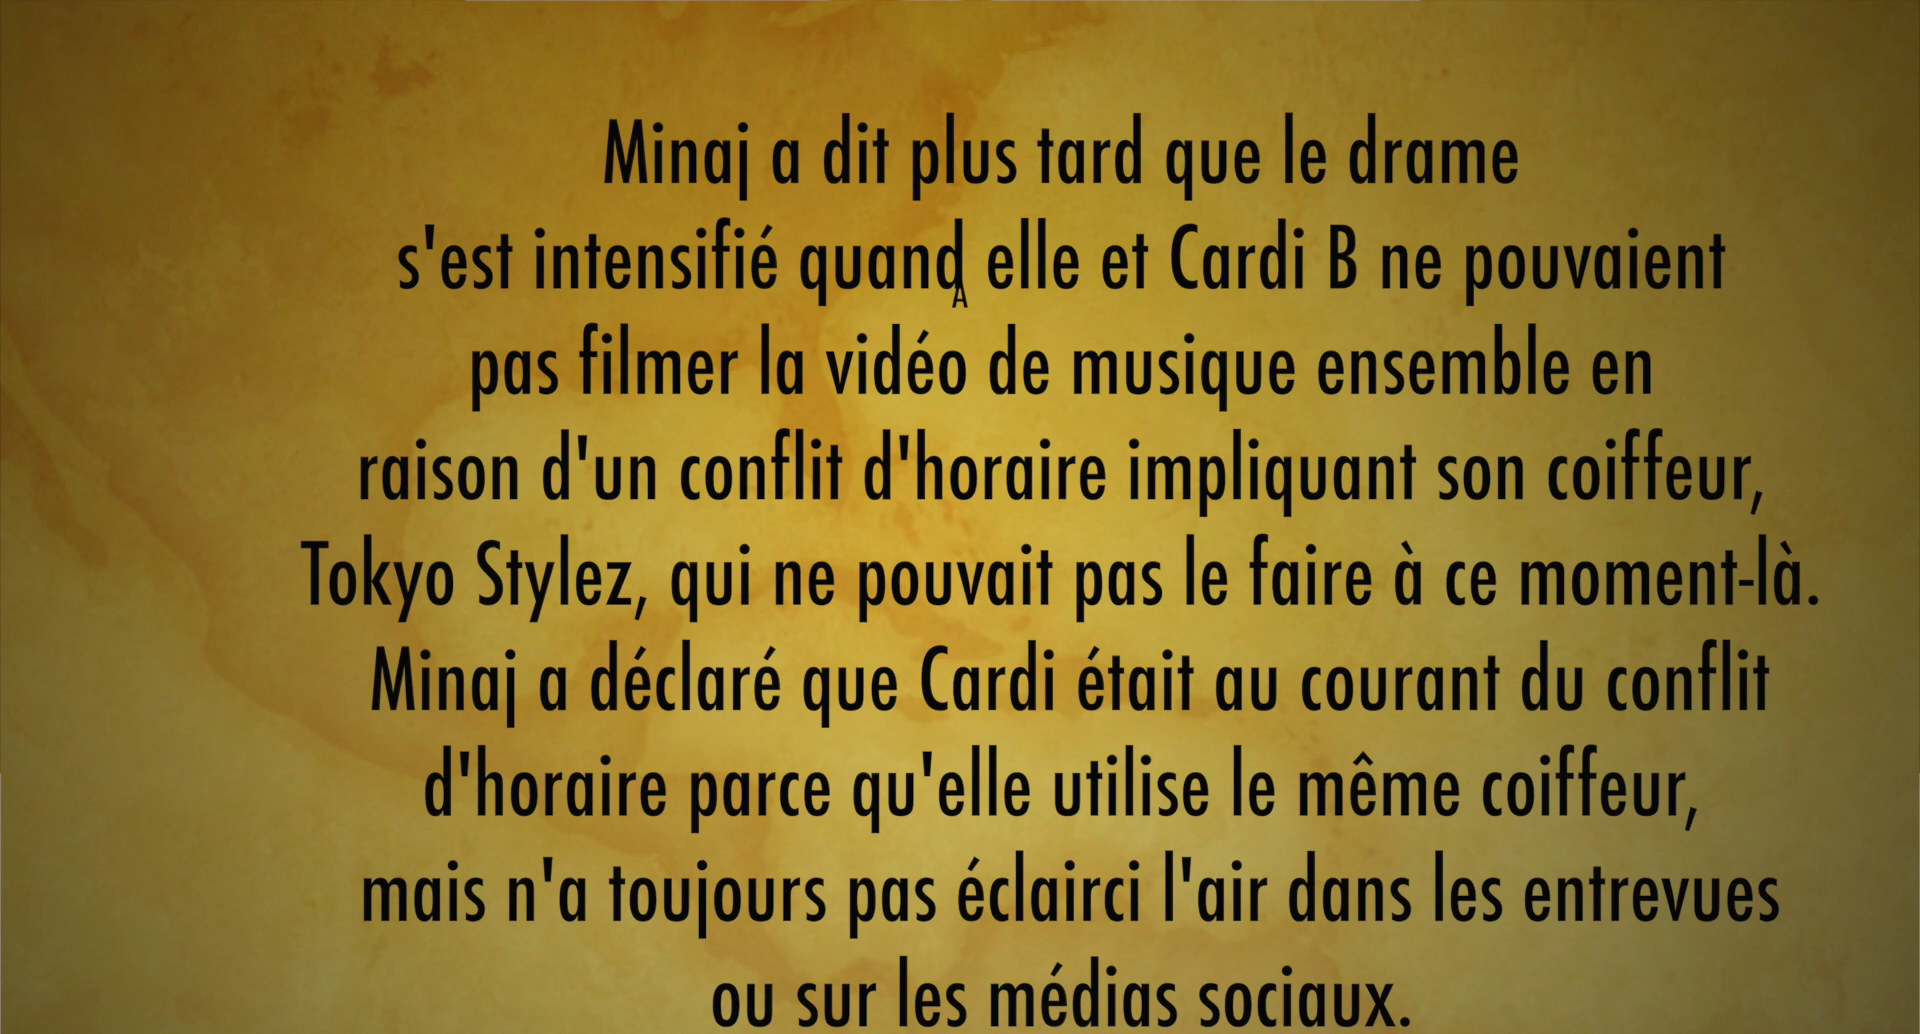 Minaj a dit plus tard que le drame
s'est intensifié quand elle et Cardi B ne pouvaient
A
pas filmer la vidéo de musique ensemble en
raison d'un conflit d'horaire impliquant son coiffeur,
Tokyo Stylez, qui ne pouvait pas le faire à ce moment-là.
Minaj a déclaré que Cardi était au courant du conflit
d'horaire parce qu'elle utilise le même coiffeur,
mais n'a toujours pas éclairci l'air dans les entrevues
ou sur les médias sociaux.